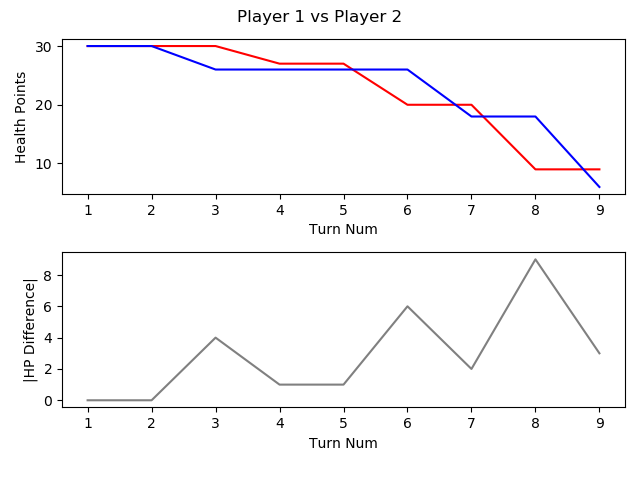 Player 1 vs Player 2
30
20
10
Health Points
1 2 3 4 5 6 7 8 9
Turn Num
8
6
4
2
0
|HP Difference|
1 2 3 4 5 6 7 8 9
Turn Num